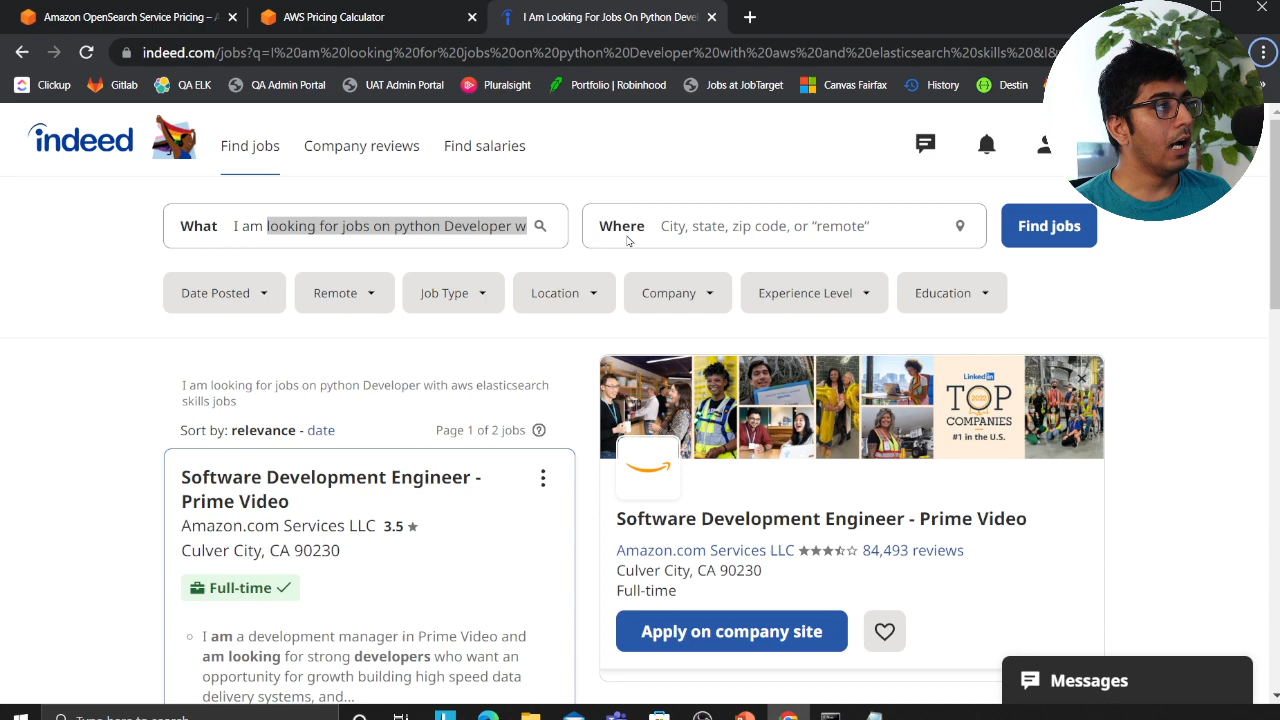 Amazon OpenSearch Service Pricing – A
AWS Pricing Calculator
I Am Looking For Jobs On python Devel
indeed.com/jobs?q=I%20am%20looking%20for%20jobs%20on%20python%20Developer%20with%20aws%20and%20elasticsearch%20skills%20&l&
Clickup
Gitlab
QA ELK
QA Admin Portal
UAT Admin Portal
Pluralsight
Portfolio | Robinhood
Jobs at JobTarget
Canvas Fairfax
History
Destin
indeed
Find jobs
Company reviews
Find salaries
What I am looking for jobs on python Developer w
Where City, state, zip code, or “remote”
Find jobs
Date Posted
Remote
Job Type
Location
Company
Experience Level
Education
I am looking for jobs on python Developer with aws elasticsearch
skills jobs
Sort by: relevance - date
Page 1 of 2 jobs
Software Development Engineer -
Prime Video
Amazon.com Services LLC 3.5
Culver City, CA 90230
Full-time
I am a development manager in Prime Video and
am looking for strong developers who want an
opportunity for growth building high speed data
delivery systems, and...
Linked in
TOP
2022
COMPANIES
#1 in the U.S.
Software Development Engineer - Prime Video
Amazon.com Services LLC 84,493 reviews
Culver City, CA 90230
Full-time
Apply on company site
Messages
Type here to search